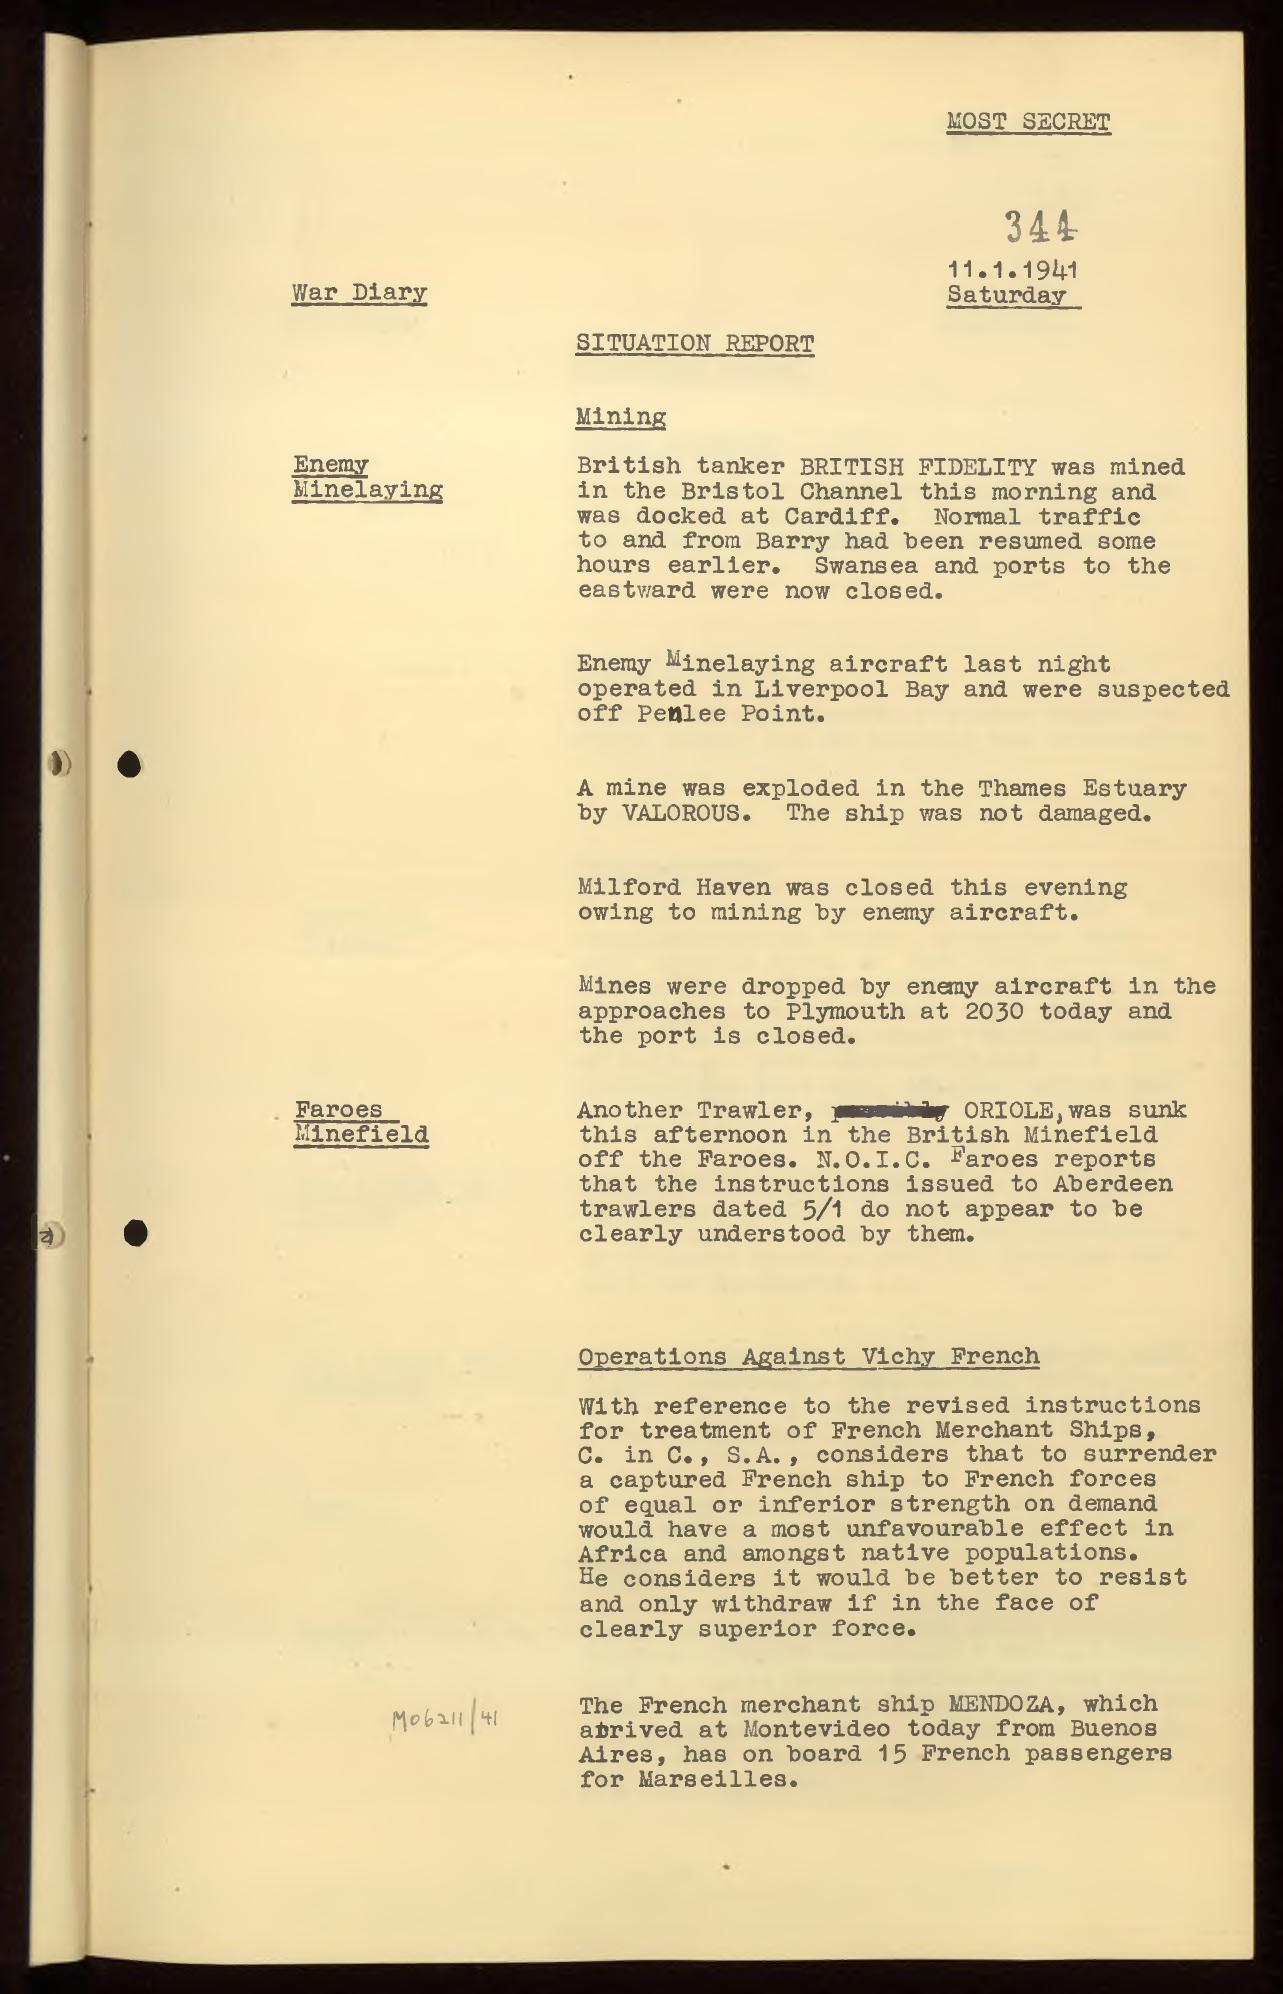 MOST SECRET
344
11.1.1941
Saturday
War Diary
SITUATION REPORT
Mining
Enemy
Minelaying
British tanker BRITISH FIDELITY was mined
in the Bristol Channel this morning and
was docked at Cardiff. Normal traffic
to and from Barry had been resumed some
hours earlier. Swansea and ports to the
eastward were now closed.
Enemy Minelaying aircraft last night
operated in Liverpool Bay and were suspected
off Penlee Point.
A mine was exploded in the Thames Estuary
by VALOROUS. The ship was not damaged.
Milford Haven was closed this evening
owing to mining by enemy aircraft.
Mines were dropped by enemy aircraft in the
approaches to Plymouth at 2030 today and
the port is closed.
Faroes
Minefield
Another Trawler, ORIOLE, was sunk
this afternoon in the British Minefield
off the Faroes. N.O.I.C. Faroes reports
that the instructions issued to Aberdeen
trawlers dated 5/1 do not appear to be
clearly understood by them.
Operations Against Vichy French
With reference to the revised instructions
for treatment of French Merchant Ships,
C. in C., S.A., considers that to surrender
a captured French ship to French forces
of equal or inferior strength on demand
would have a most unfavourable effect in
Africa and amongst native populations.
He considers it would be better to resist
and only withdraw if in the face of
clearly superior force.
M06211/41
The French merchant ship MENDOZA, which
arrived at Montevideo today from Buenos
Aires, has on board 15 French passengers
for Marseilles.